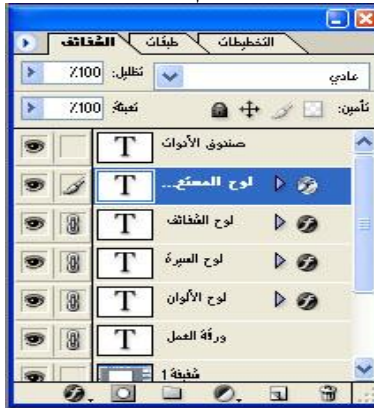 الشفائف طبقات التخطيطات
عادي تظليل: 100٪
تأمين: تعبئة: 100٪
صندوق الأدوات
لوح المستع...
لوح الشفائف
لوح السيرة
لوح الألوان
ورقة العمل
شفيفة 1